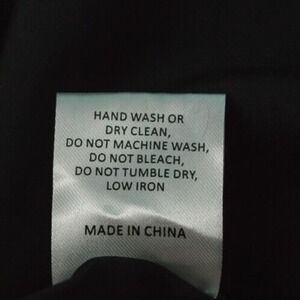 HAND WASH OR
DRY CLEAN,
DO NOT MACHINE WASH,
DO NOT BLEACH,
DO NOT TUMBLE DRY,
LOW IRON
MADE IN CHINA